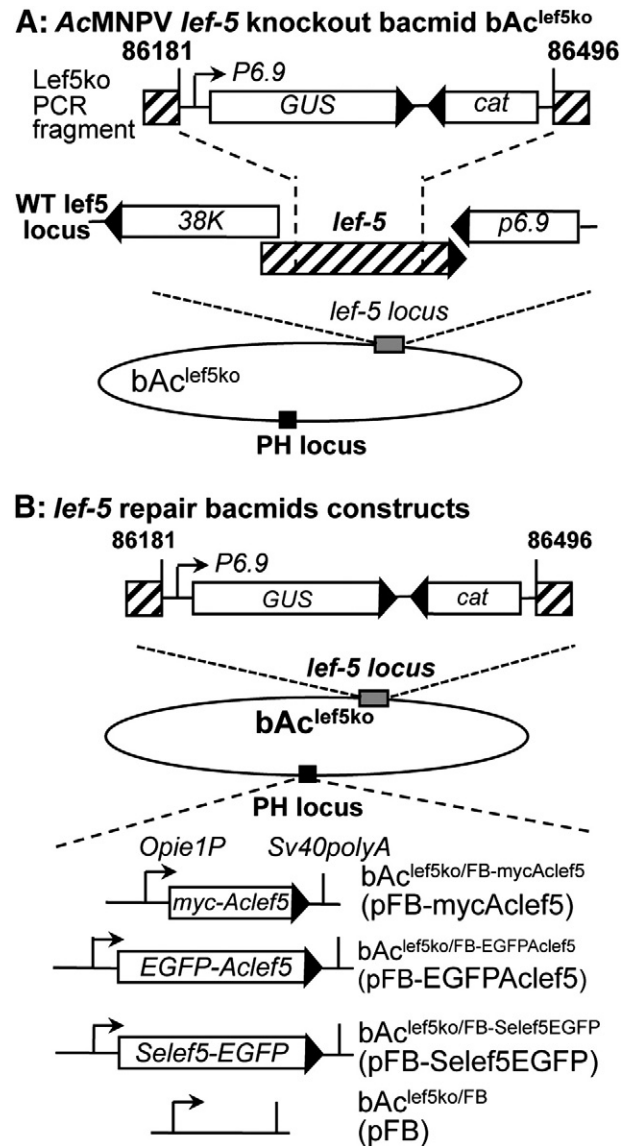 A: AcMNPV lef-5 knockout bacmid bAclef5ko
86181 86496
Lef5ko PCR fragment
P6.9
GUS cat
WT lef5 locus
38K lef-5 p6.9
lef-5 locus
bAclef5ko
PH locus
B: lef-5 repair bacmids constructs
86181 86496
P6.9
GUS cat
lef-5 locus
bAclef5ko
PH locus
Opie1P Sv40polyA
myc-Aclef5 bAclef5ko/FB-mycAclef5
(pFB-mycAclef5)
EGFP-Aclef5 bAclef5ko/FB-EGFPAclef5
(pFB-EGFPAclef5)
Selef5-EGFP bAclef5ko/FB-Selef5EGFP
(pFB-Selef5EGFP)
bAclef5ko/FB
(pFB)